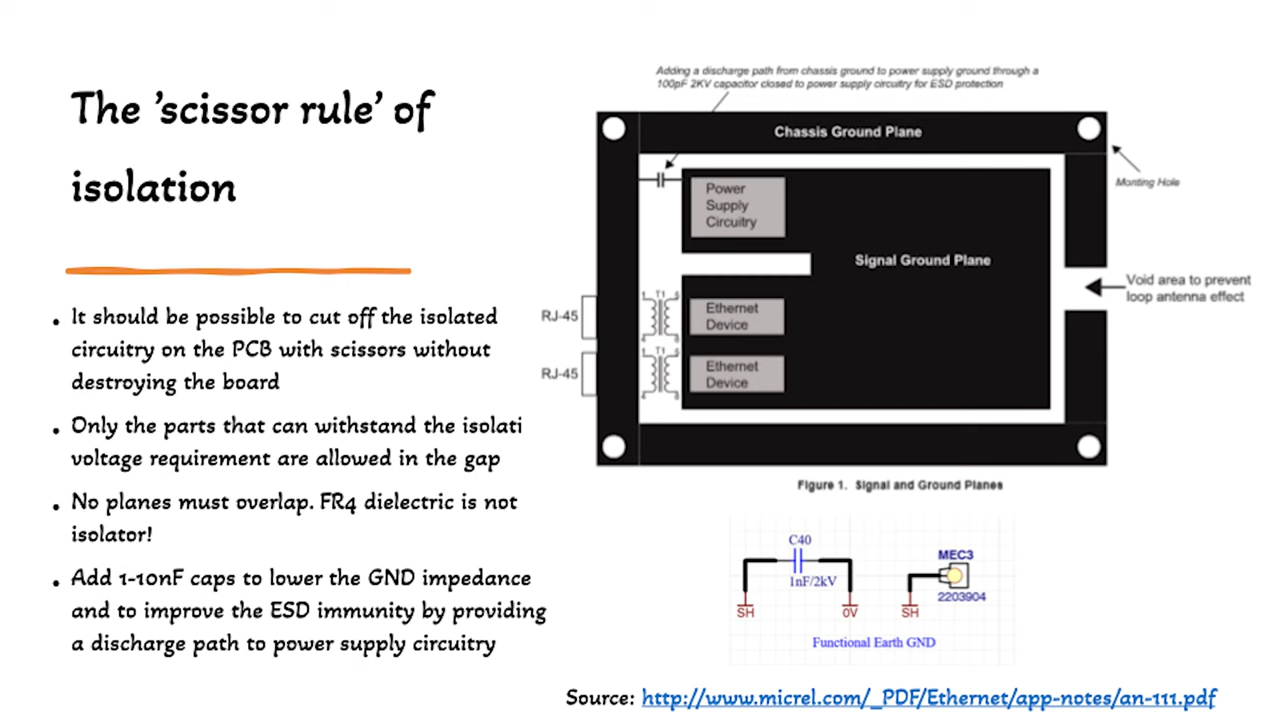 The 'scissor rule' of
isolation
• It should be possible to cut off the isolated
circuitry on the PCB with scissors without
destroying the board
• Only the parts that can withstand the isolati
voltage requirement are allowed in the gap
• No planes must overlap. FR4 dielectric is not
isolator!
• Add 1-10nF caps to lower the GND impedance
and to improve the ESD immunity by providing
a discharge path to power supply circuitry
Adding a discharge path from chassis ground to power supply ground through a
100pF 2KV capacitor closed to power supply circuitry for ESD protection
Chassis Ground Plane
Monting Hole
Power
Supply
Circuitry
Signal Ground Plane
Void area to prevent
loop antenna effect
RJ-45
T1
Ethernet
Device
RJ-45
T1
Ethernet
Device
Figure 1. Signal and Ground Planes
C40
1nF/2kV
SH
0V
MEC3
2203904
SH
Functional Earth GND
Source: http://www.micrel.com/_PDF/Ethernet/app-notes/an-111.pdf